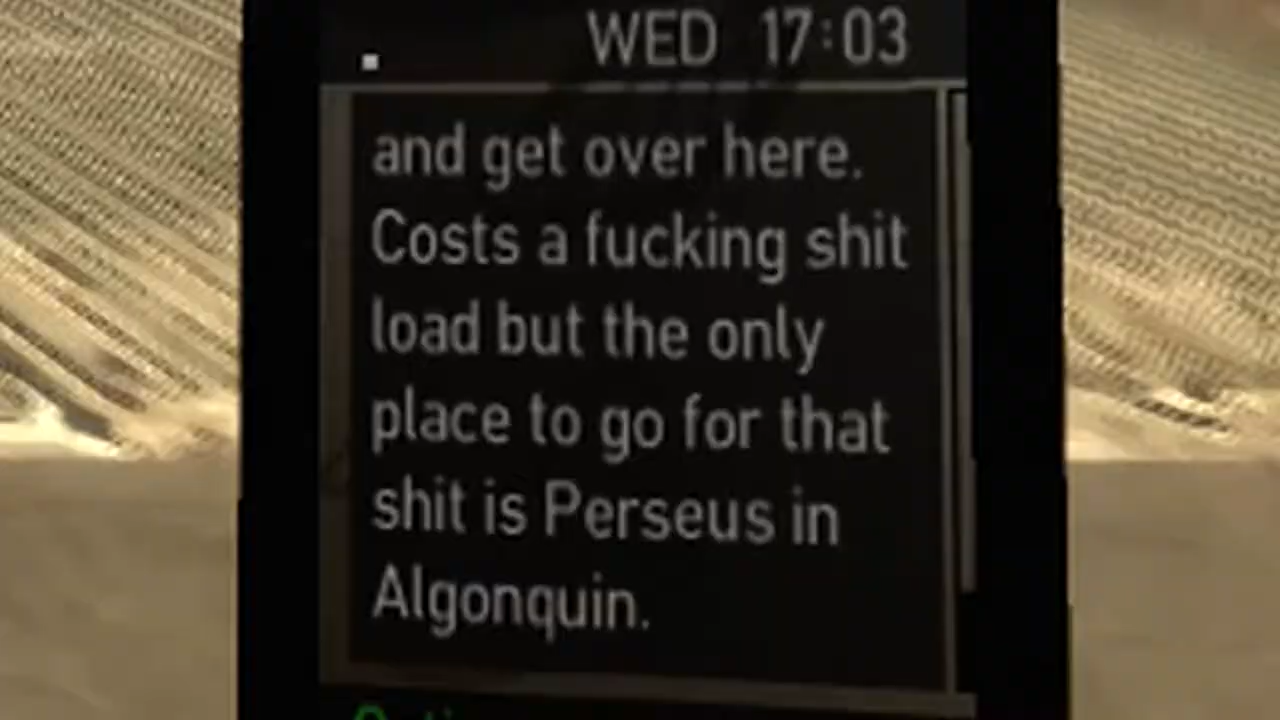 WED 17:03
and get over here.
Costs a fucking shit
load but the only
place to go for that
shit is Perseus in
Algonquin.